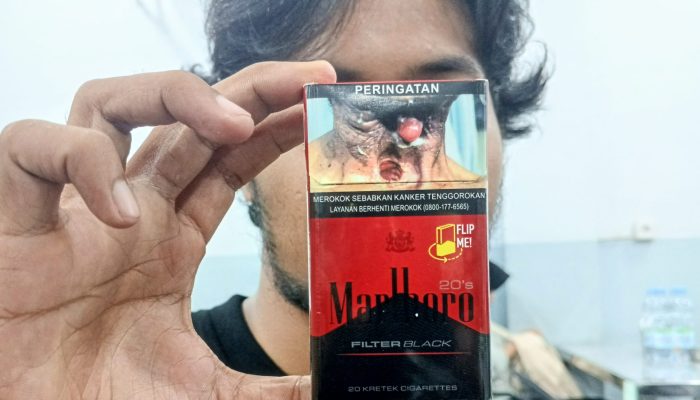 PERINGATAN
MEROKOK SEBABKAN KANKER TENGGOROKAN
LAYANAN BERHENTI MEROKOK (0800-177-6565)
FLIP
ME!
20's
Marlboro
FILTER BLACK
20 KRETEK CIGARETTES